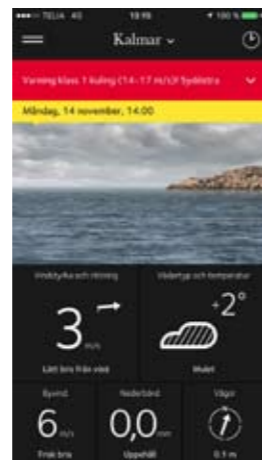 TELIA 4G 13:15 100 %
Kalmar
Varning klass 1 kuling (14-17 m/s)
Måndag, 14 november, 14.00
Vindstyrka och riktning Vädertyp och temperatur
3 m/s +2°
Lätt bris från väst Mulet
Byvind Nederbörd Vågor
6 m/s 0,0 mm
Frisk bris Uppehåll 0.1 m